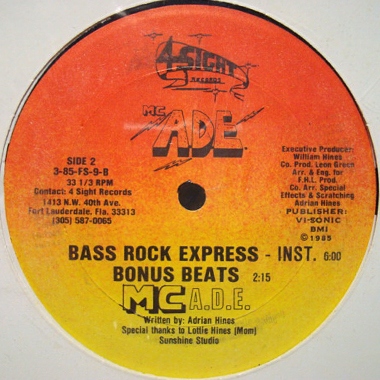 4-SIGHT
RECORDS
MC
ADE
SIDE 2
3-85-FS-9-B
33 1/3 RPM
Contact: 4 Sight Records
1413 N.W. 40th Ave.
Fort Lauderdale, Fla. 33313
(305) 587-0065
Executive Producer:
William Hines
Co. Prod. Leon Green
Arr. & Eng. for
F.H.L. Prod.
Co. Arr. Special
Effects & Scratching
Adrian Hines
PUBLISHER:
VI-SONIC
BMI
©1985
BASS ROCK EXPRESS - INST. 6:00
BONUS BEATS 2:15
MC A.D.E.
Written by: Adrian Hines
Special thanks to Lottie Hines (Mom)
Sunshine Studio